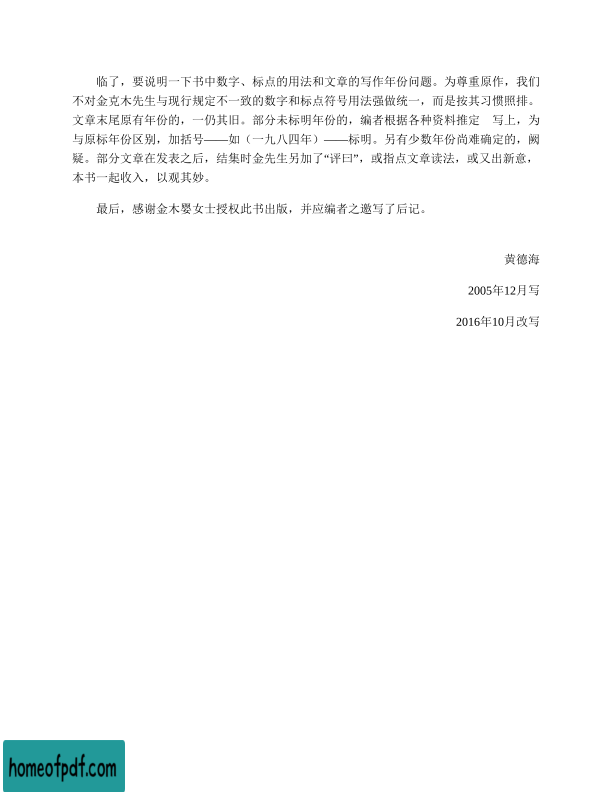 临了，要说明一下书中数字、标点的用法和文章的写作年份问题。为尊重原作，我们
不对金克木先生与现行规定不一致的数字和标点符号用法强做统一，而是按其习惯照排。
文章末尾原有年份的，一仍其旧。部分未标明年份的，编者根据各种资料推定　写上，为
与原标年份区别，加括号——如（一九八四年）——标明。另有少数年份尚难确定的，阙
疑。部分文章在发表之后，结集时金先生另加了“评曰”，或指点文章读法，或又出新意，
本书一起收入，以观其妙。
最后，感谢金木婴女士授权此书出版，并应编者之邀写了后记。
黄德海
2005年12月写
2016年10月改写
homeofpdf.com